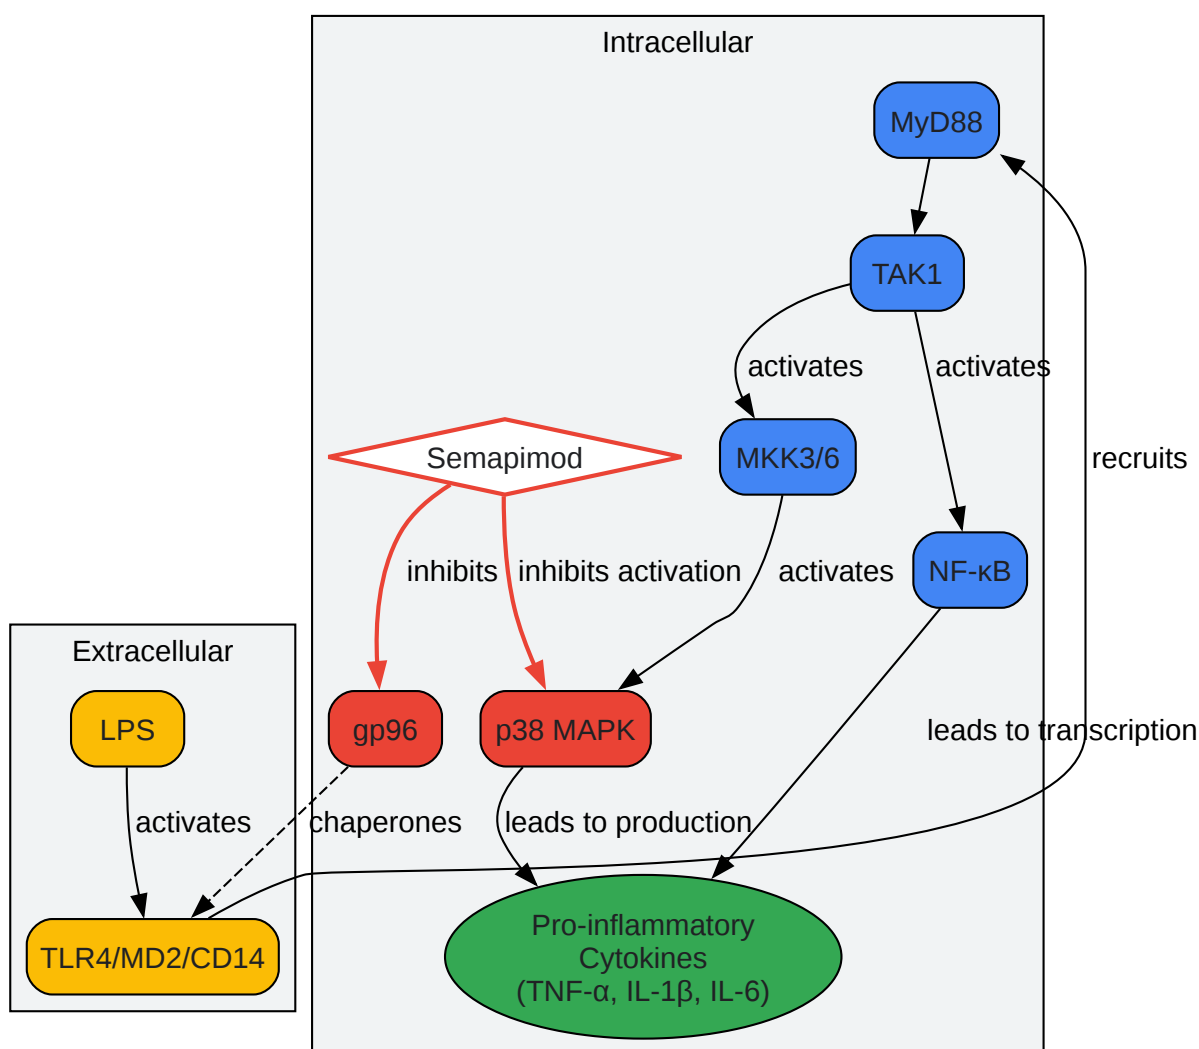 Intracellular
MyD88
TAK1
activates
activates
Semapimod
MKK3/6
recruits
inhibits
inhibits activation
activates
NF-κB
Extracellular
LPS
gp96
p38 MAPK
leads to transcription
activates
chaperones
leads to production
TLR4/MD2/CD14
Pro-inflammatory
Cytokines
(TNF-α, IL-1β, IL-6)